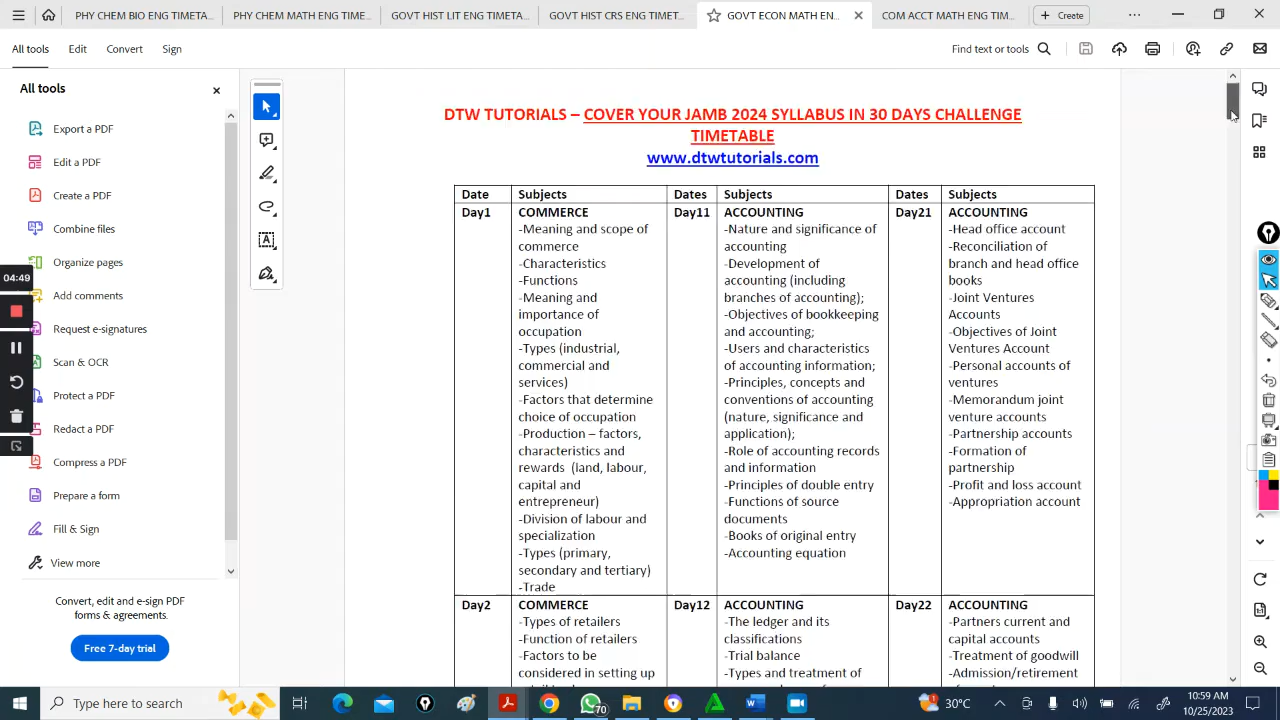 PHY CHEM BIO ENG TIMETA...
PHY CHEM MATH ENG TIME...
GOVT HIST LIT ENG TIMETA...
GOVT HIST CRS ENG TIMET...
GOVT ECON MATH EN...
COM ACCT MATH ENG TIM...
Create
All tools
Edit
Convert
Sign
Find text or tools
All tools
Export a PDF
Edit a PDF
Create a PDF
Combine files
Organize pages
Add comments
Request e-signatures
Scan & OCR
Protect a PDF
Redact a PDF
Compress a PDF
Prepare a form
Fill & Sign
View more
Convert, edit and e-sign PDF
forms & agreements.
Free 7-day trial
04:49
DTW TUTORIALS – COVER YOUR JAMB 2024 SYLLABUS IN 30 DAYS CHALLENGE
TIMETABLE
www.dtwtutorials.com
Date
Subjects
Dates
Subjects
Dates
Subjects
Day1
COMMERCE
-Meaning and scope of
commerce
-Characteristics
-Functions
-Meaning and
importance of
occupation
-Types (industrial,
commercial and
services)
-Factors that determine
choice of occupation
-Production – factors,
characteristics and
rewards (land, labour,
capital and
entrepreneur)
-Division of labour and
specialization
-Types (primary,
secondary and tertiary)
-Trade
Day11
ACCOUNTING
-Nature and significance of
accounting
-Development of
accounting (including
branches of accounting);
-Objectives of bookkeeping
and accounting;
-Users and characteristics
of accounting information;
-Principles, concepts and
conventions of accounting
(nature, significance and
application);
-Role of accounting records
and information
-Principles of double entry
-Functions of source
documents
-Books of original entry
-Accounting equation
Day21
ACCOUNTING
-Head office account
-Reconciliation of
branch and head office
books
-Joint Ventures
Accounts
-Objectives of Joint
Ventures Account
-Personal accounts of
ventures
-Memorandum joint
venture accounts
-Partnership accounts
-Formation of
partnership
-Profit and loss account
-Appropriation account
Day2
COMMERCE
-Types of retailers
-Function of retailers
-Factors to be
considered in setting up
Day12
ACCOUNTING
-The ledger and its
classifications
-Trial balance
-Types and treatment of
Day22
ACCOUNTING
-Partners current and
capital accounts
-Treatment of goodwill
-Admission/retirement
Type here to search
70
1
30°C
10:59 AM
10/25/2023